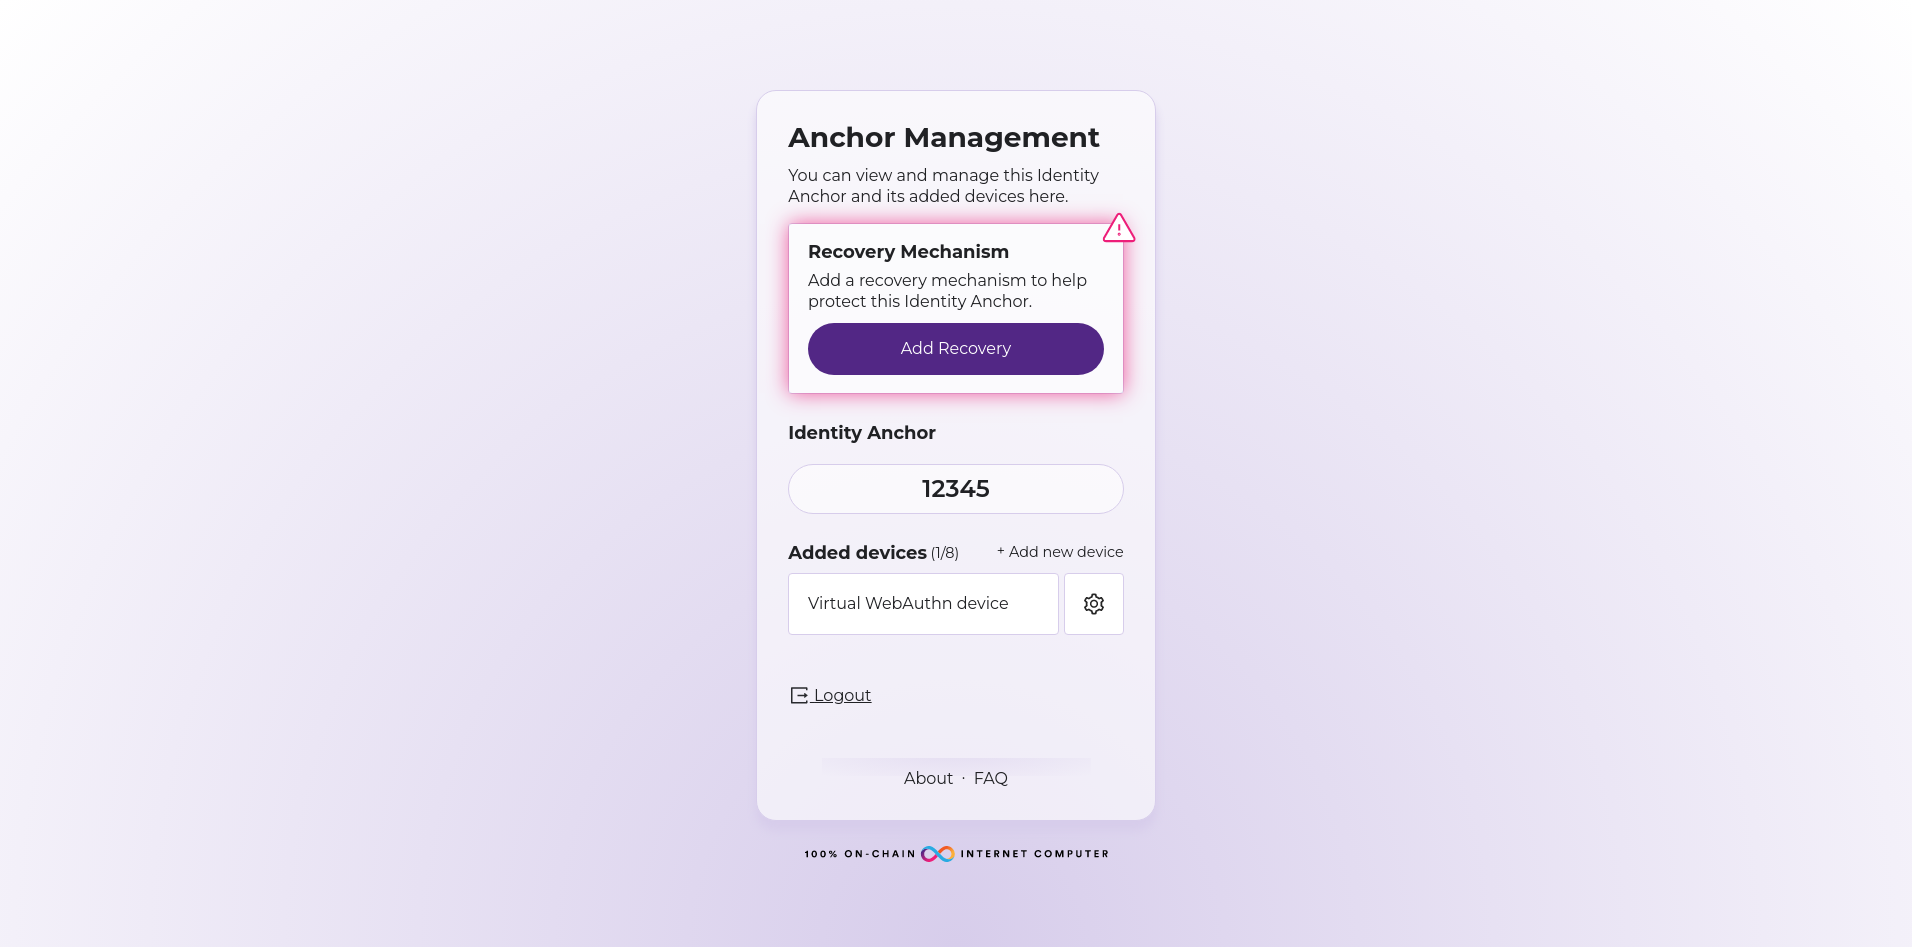 Anchor Management
You can view and manage this Identity
Anchor and its added devices here.
Recovery Mechanism
Add a recovery mechanism to help
protect this Identity Anchor.
Add Recovery
Identity Anchor
12345
Added devices (1/8) + Add new device
Virtual WebAuthn device
Logout
About · FAQ
100% ON-CHAIN INTERNET COMPUTER